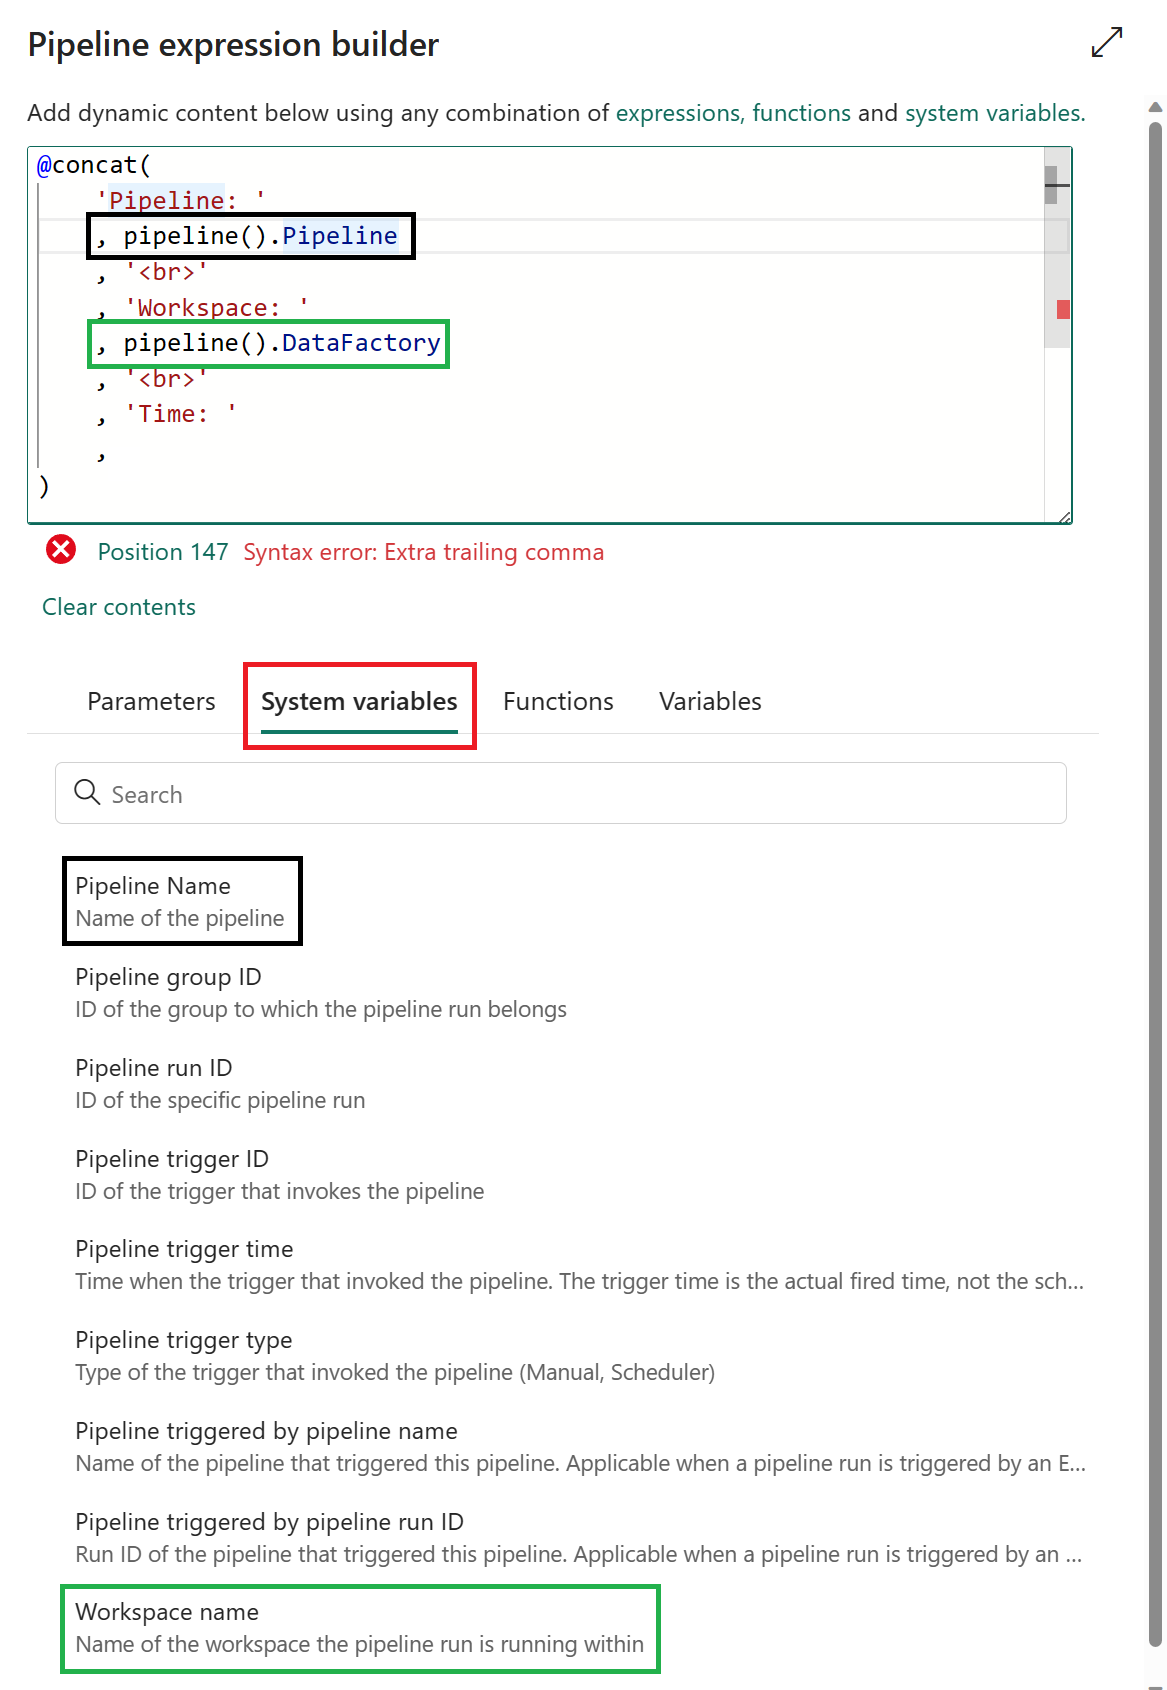 Pipeline expression builder
Add dynamic content below using any combination of expressions, functions and system variables.
@concat(
'Pipeline: '
, pipeline().Pipeline
, '<br>'
, 'Workspace: '
, pipeline().DataFactory
, '<br>'
, 'Time: '
,
)
Position 147 Syntax error: Extra trailing comma
Clear contents
Parameters System variables Functions Variables
Search
Pipeline Name
Name of the pipeline
Pipeline group ID
ID of the group to which the pipeline run belongs
Pipeline run ID
ID of the specific pipeline run
Pipeline trigger ID
ID of the trigger that invokes the pipeline
Pipeline trigger time
Time when the trigger that invoked the pipeline. The trigger time is the actual fired time, not the sch...
Pipeline trigger type
Type of the trigger that invoked the pipeline (Manual, Scheduler)
Pipeline triggered by pipeline name
Name of the pipeline that triggered this pipeline. Applicable when a pipeline run is triggered by an E...
Pipeline triggered by pipeline run ID
Run ID of the pipeline that triggered this pipeline. Applicable when a pipeline run is triggered by an ...
Workspace name
Name of the workspace the pipeline run is running within